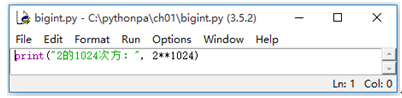 bigint.py - C:\pythonpa\ch01\bigint.py (3.5.2)
File Edit Format Run Options Window Help
print("2的1024次方：", 2**1024)
Ln: 1 Col: 0